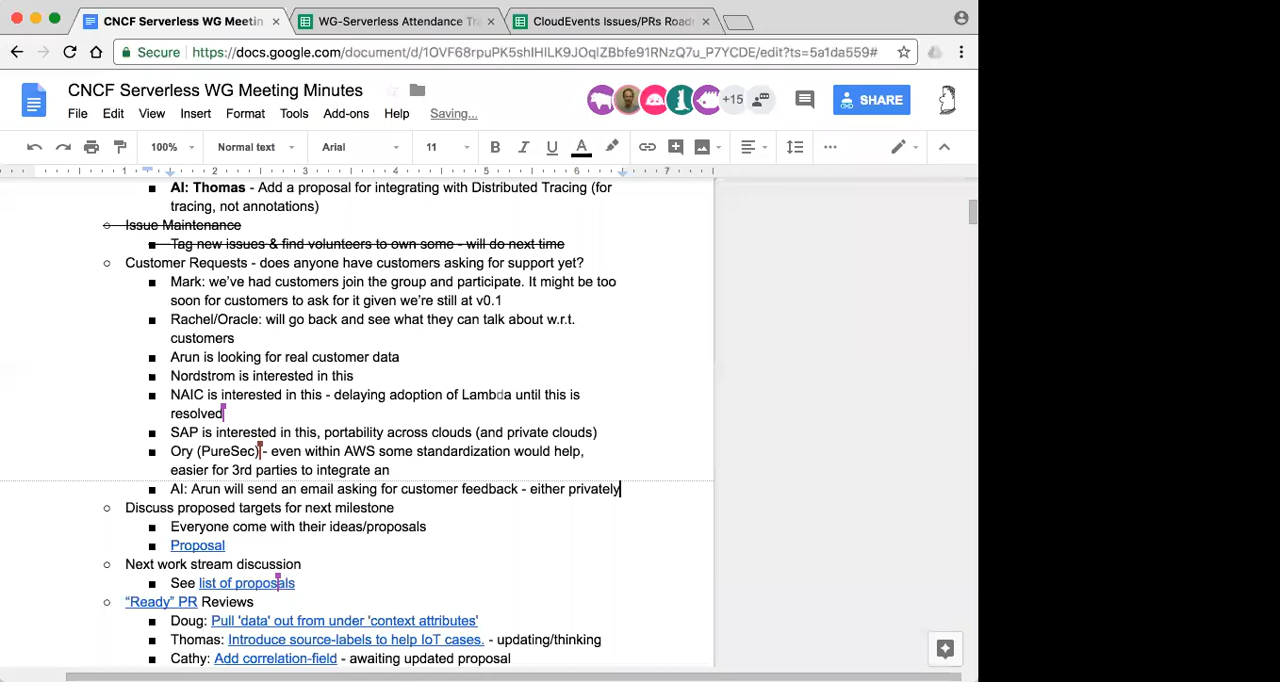 CNCF Serverless WG Meetin
WG-Serverless Attendance Tra
CloudEvents Issues/PRs Road
Secure
https://docs.google.com/document/d/1OVF68rpuPK5shIHILK9JOqlZBbfe91RNzQ7u_P7YCDE/edit?ts=5a1da559#
CNCF Serverless WG Meeting Minutes
+15
SHARE
File Edit View Insert Format Tools Add-ons Help Saving...
100% Normal text Arial 11 B I U A
1 2 3 4 5 6 7
AI: Thomas - Add a proposal for integrating with Distributed Tracing (for
tracing, not annotations)
Issue Maintenance
Tag new issues & find volunteers to own some - will do next time
Customer Requests - does anyone have customers asking for support yet?
Mark: we've had customers join the group and participate. It might be too
soon for customers to ask for it given we're still at v0.1
Rachel/Oracle: will go back and see what they can talk about w.r.t.
customers
Arun is looking for real customer data
Nordstrom is interested in this
NAIC is interested in this - delaying adoption of Lambda until this is
resolved
SAP is interested in this, portability across clouds (and private clouds)
Ory (PureSec) - even within AWS some standardization would help,
easier for 3rd parties to integrate an
AI: Arun will send an email asking for customer feedback - either privately
Discuss proposed targets for next milestone
Everyone come with their ideas/proposals
Proposal
Next work stream discussion
See list of proposals
“Ready” PR Reviews
Doug: Pull 'data' out from under 'context attributes'
Thomas: Introduce source-labels to help IoT cases. - updating/thinking
Cathy: Add correlation-field - awaiting updated proposal